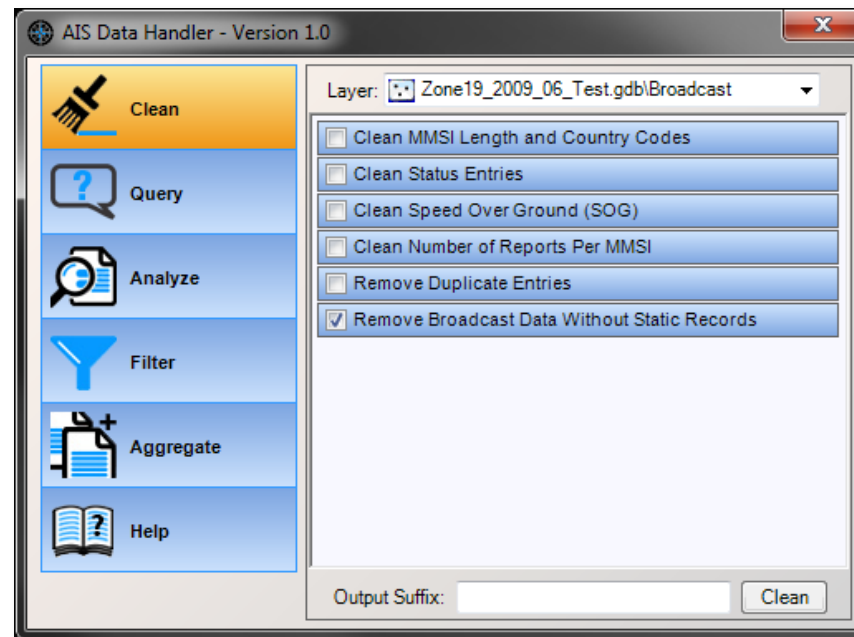 AIS Data Handler - Version 1.0
Clean
Query
Analyze
Filter
Aggregate
Help
Layer: Zone19_2009_06_Test.gdb\Broadcast
Clean MMSI Length and Country Codes
Clean Status Entries
Clean Speed Over Ground (SOG)
Clean Number of Reports Per MMSI
Remove Duplicate Entries
Remove Broadcast Data Without Static Records
Output Suffix: Clean